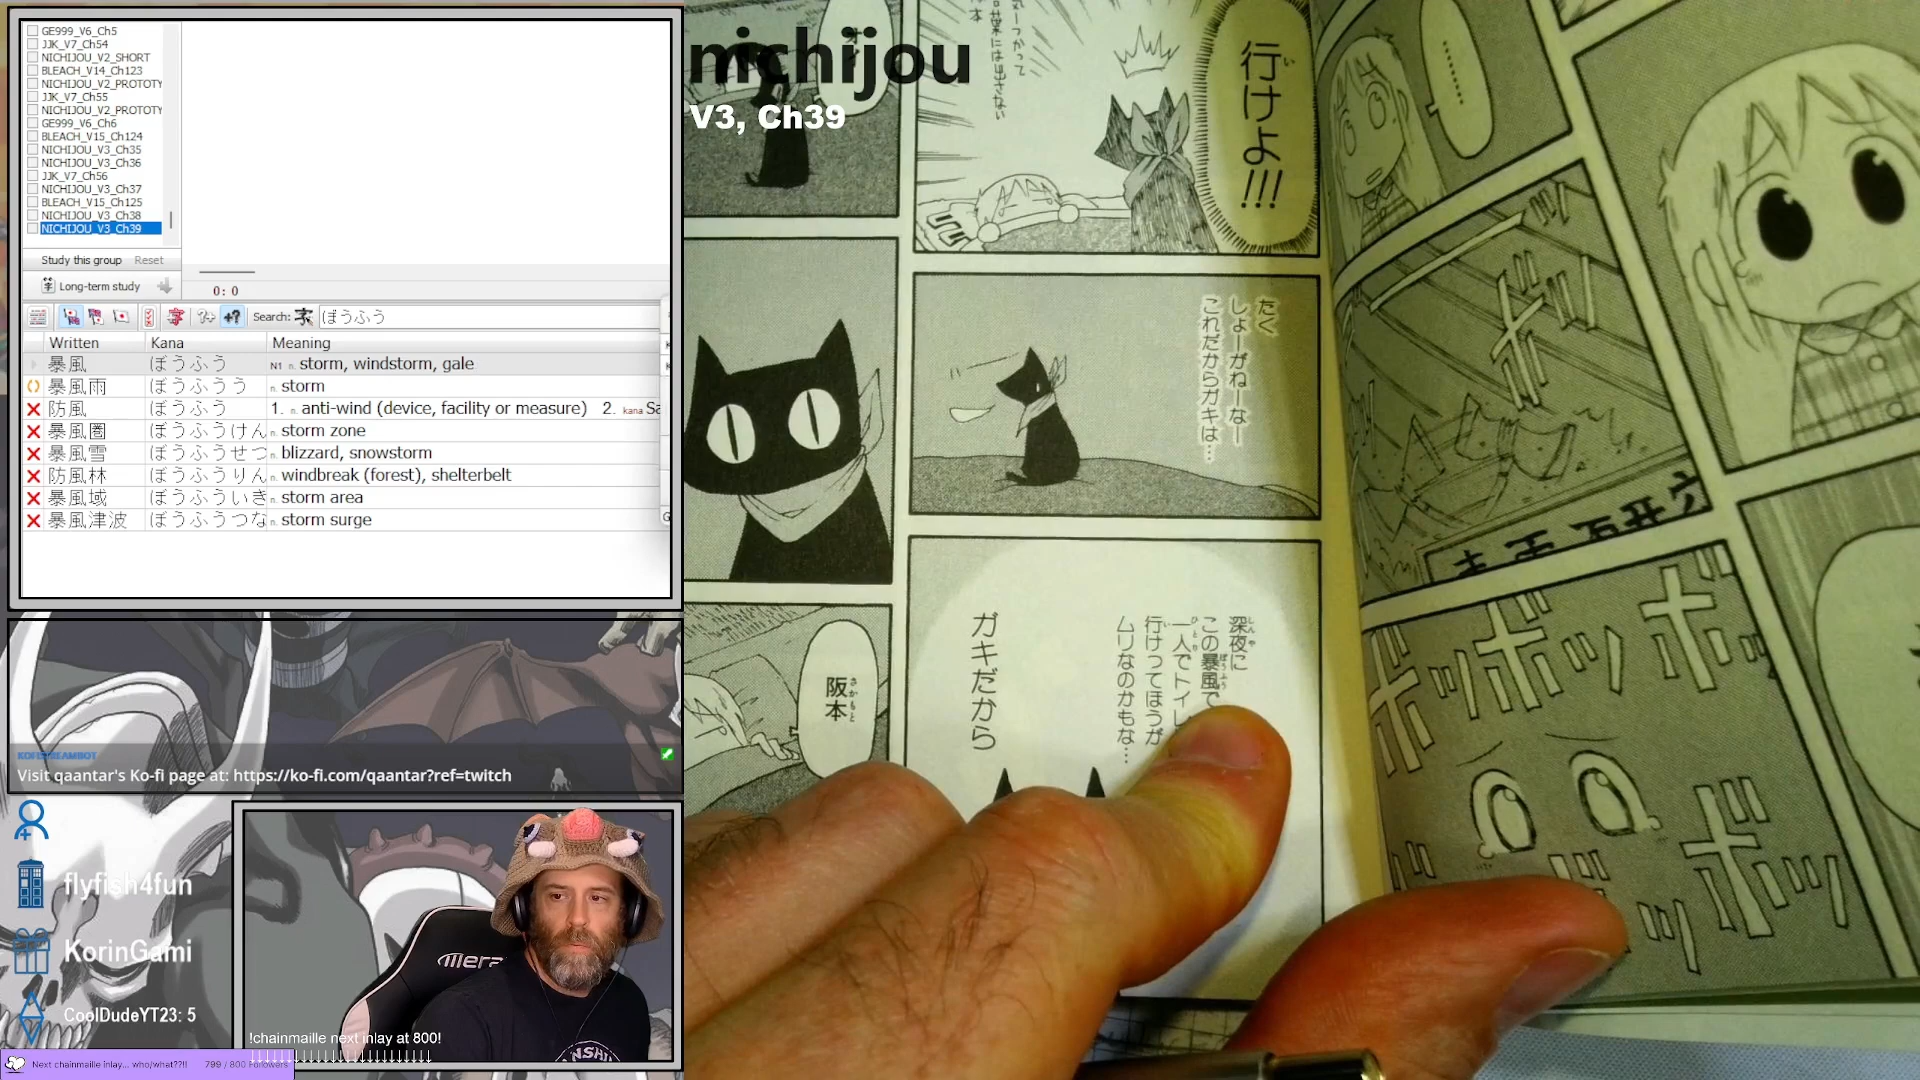 GE999_V6_Ch5
JJK_V7_Ch54
NICHIJOU_V2_SHORT
BLEACH_V14_Ch123
NICHIJOU_V2_PROTOTY
JJK_V7_Ch55
NICHIJOU_V2_PROTOTY
GE999_V6_Ch6
BLEACH_V15_Ch124
NICHIJOU_V3_Ch35
NICHIJOU_V3_Ch36
JJK_V7_Ch56
NICHIJOU_V3_Ch37
BLEACH_V15_Ch125
NICHIJOU_V3_Ch38
NICHIJOU_V3_Ch39
Study this group Reset
Long-term study
0: 0
Search: ぼうふう
Written Kana Meaning
暴風 ぼうふう N1 n. storm, windstorm, gale
暴風雨 ぼうふうう n. storm
防風 ぼうふう 1. n. anti-wind (device, facility or measure) 2. kana Sa
暴風圏 ぼうふうけん n. storm zone
暴風雪 ぼうふうせつ n. blizzard, snowstorm
防風林 ぼうふうりん n. windbreak (forest), shelterbelt
暴風域 ぼうふういき n. storm area
暴風津波 ぼうふうつな n. storm surge
KOFISTREAMBOT
Visit qaantar's Ko-fi page at: https://ko-fi.com/qaantar?ref=twitch
flyfish4fun
KorinGami
CoolDudeYT23: 5
!chainmaille next inlay at 800!
Next chainmaille inlay... who/what??!! 799 / 800 Followers
nichijou
V3, Ch39
行けよ!!!
たく
しょーがねーなー
これだからガキは…
深夜に
この暴風で
一人でトイレ
行けってほうが
ムリなのかもな…
ガキだから
阪本
ボッボッ
ボ
ッ